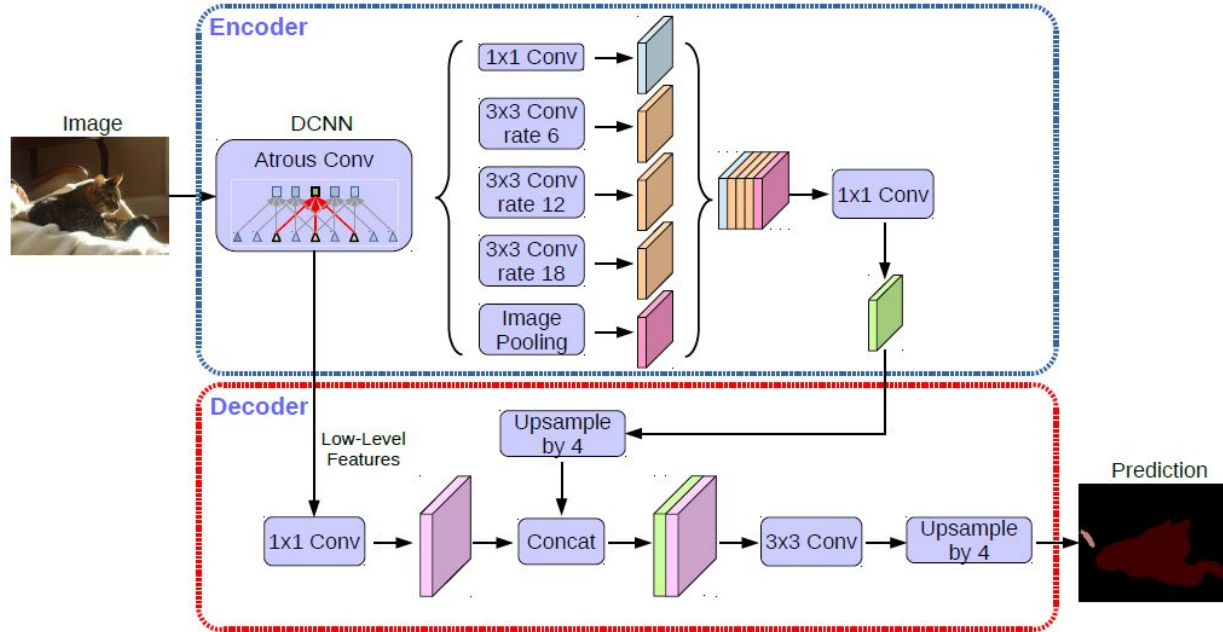 Encoder
Image
DCNN
Atrous Conv
1x1 Conv
3x3 Conv
rate 6
3x3 Conv
rate 12
3x3 Conv
rate 18
Image
Pooling
1x1 Conv
Decoder
Low-Level
Features
Upsample
by 4
1x1 Conv
Concat
3x3 Conv
Upsample
by 4
Prediction